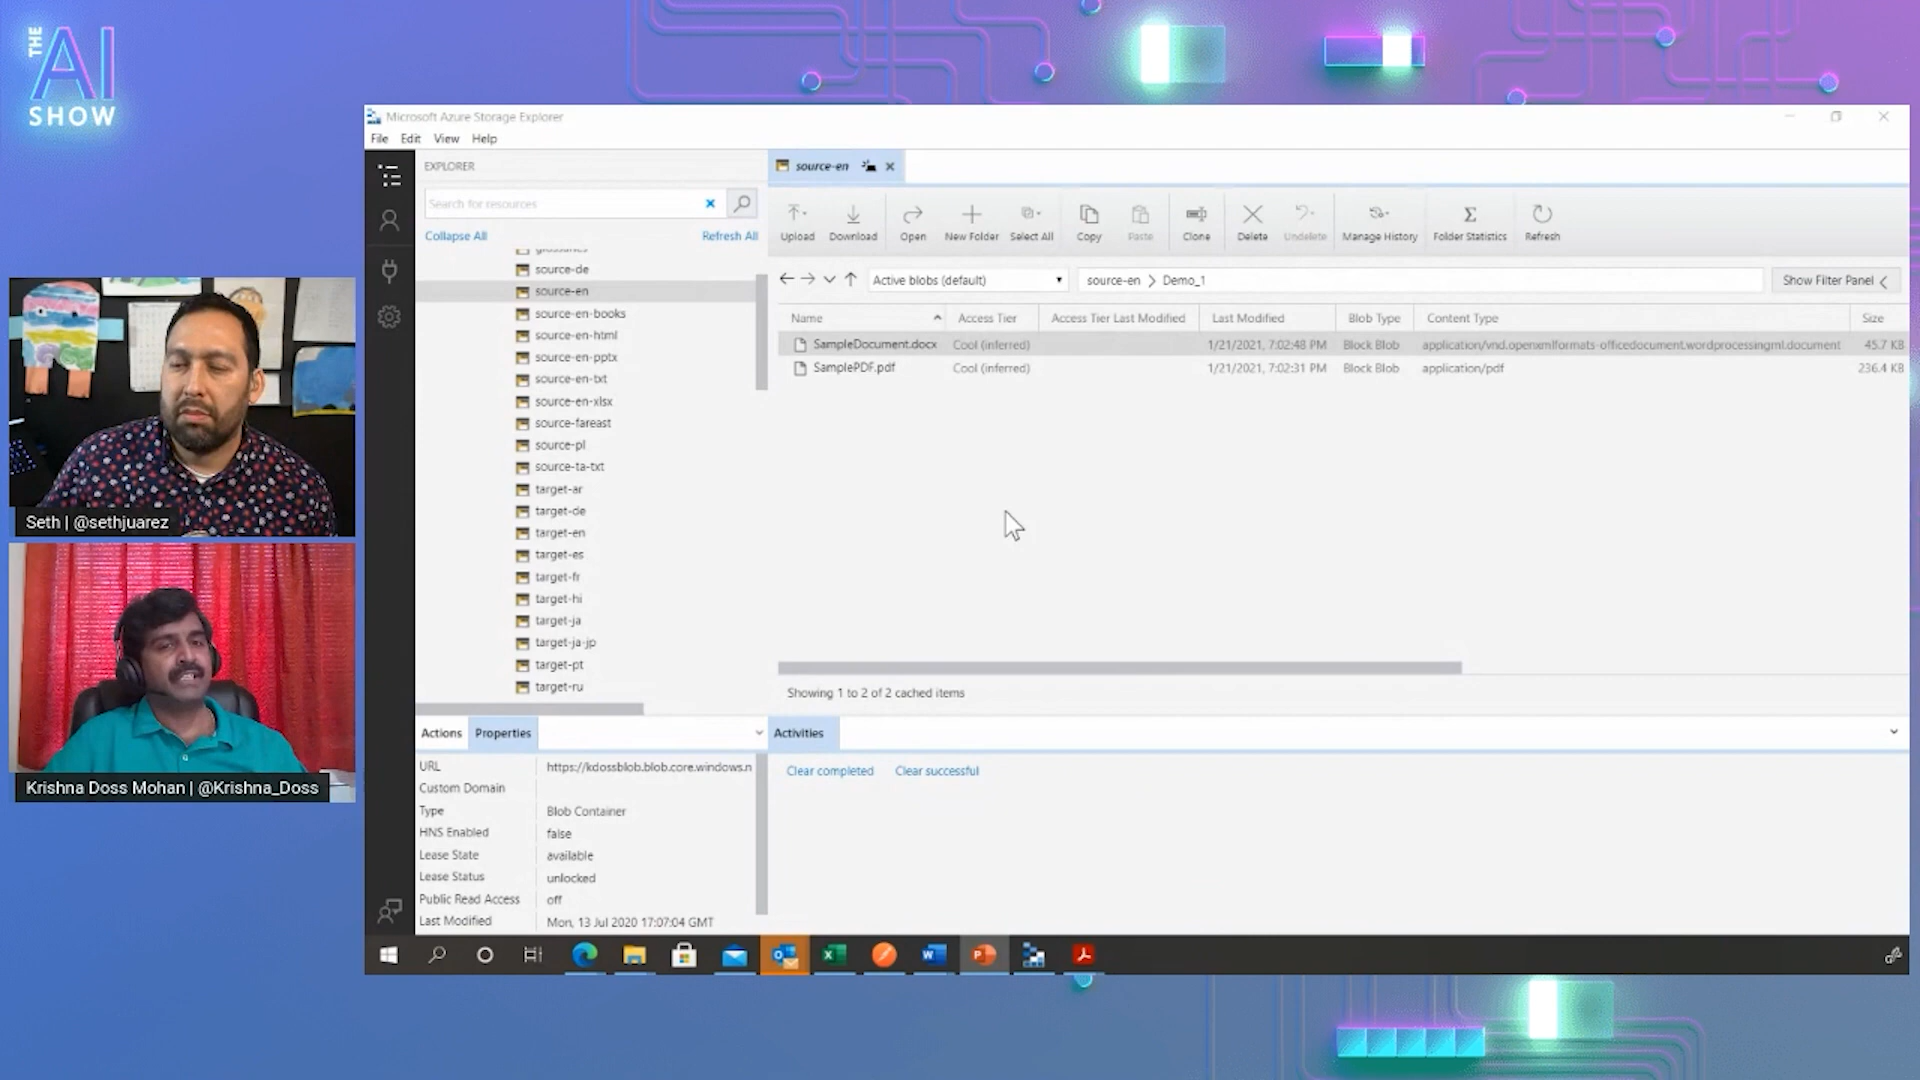 THE
AI
SHOW
Microsoft Azure Storage Explorer
File Edit View Help
EXPLORER
Search for resources
Collapse All Refresh All
glossaries
source-de
source-en
source-en-books
source-en-html
source-en-pptx
source-en-txt
source-en-xlsx
source-fareast
source-pl
source-ta-txt
target-ar
target-de
target-en
target-es
target-fr
target-hi
target-ja
target-ja-jp
target-pt
target-ru
source-en
Upload Download Open New Folder Select All Copy Paste Clone Delete Undelete Manage History Folder Statistics Refresh
Active blobs (default) source-en > Demo_1 Show Filter Panel
Name Access Tier Access Tier Last Modified Last Modified Blob Type Content Type Size
SampleDocument.docx Cool (inferred) 1/21/2021, 7:02:48 PM Block Blob application/vnd.openxmlformats-officedocument.wordprocessingml.document 45.7 KB
SamplePDF.pdf Cool (inferred) 1/21/2021, 7:02:31 PM Block Blob application/pdf 236.4 KB
Showing 1 to 2 of 2 cached items
Actions Properties
URL https://kdossblob.blob.core.windows.n
Custom Domain
Type Blob Container
HNS Enabled false
Lease State available
Lease Status unlocked
Public Read Access off
Last Modified Mon, 13 Jul 2020 17:07:04 GMT
Activities
Clear completed Clear successful
Seth | @sethjuarez
Krishna Doss Mohan | @Krishna_Doss